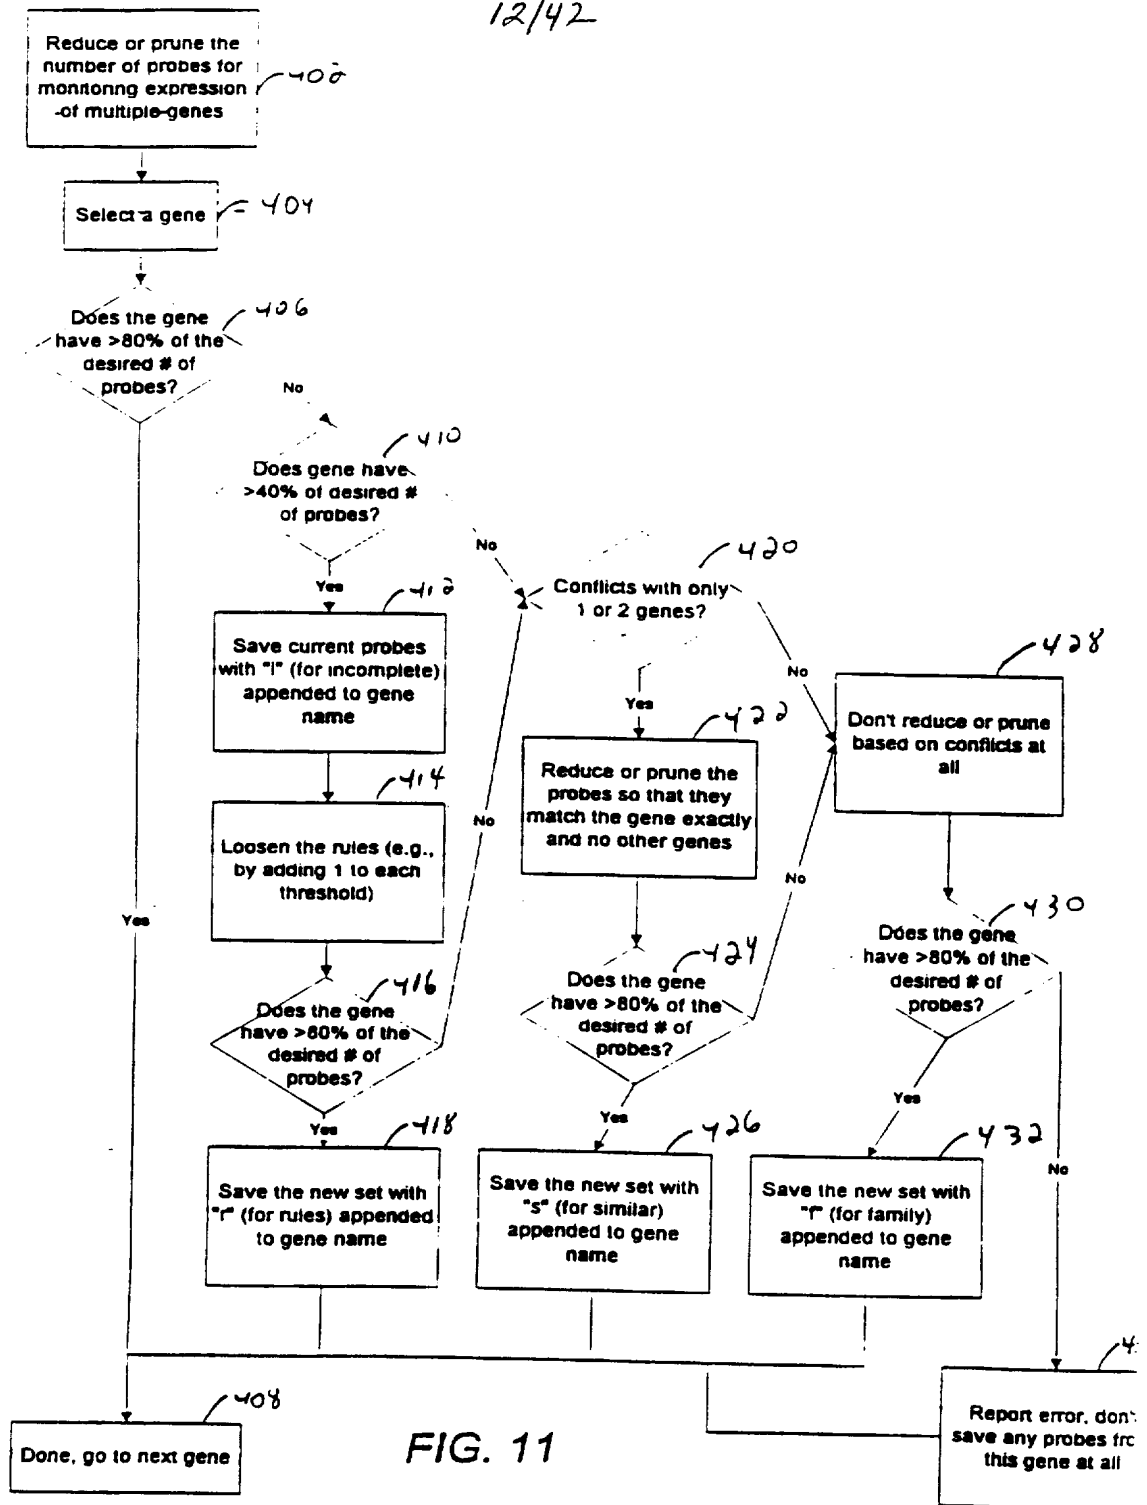 12/42
Reduce or prune the
number of probes for
monitoring expression
of multiple-genes
Select a gene
404
Does the gene
have >80% of the
desired # of
probes?
406
No
Does gene have
>40% of desired #
of probes?
410
No
Yes
Conflicts with only
1 or 2 genes?
420
No
Yes
Save current probes
with "I" (for incomplete)
appended to gene
name
412
Reduce or prune the
probes so that they
match the gene exactly
and no other genes
422
Don't reduce or prune
based on conflicts at
all
428
Loosen the rules (e.g.,
by adding 1 to each
threshold)
414
No
No
Yes
Does the gene
have >80% of the
desired # of
probes?
416
Does the gene
have >80% of the
desired # of
probes?
424
Does the gene
have >80% of the
desired # of
probes?
430
Yes
Yes
Yes
No
Save the new set with
"r" (for rules) appended
to gene name
418
Save the new set with
"s" (for similar)
appended to gene
name
426
Save the new set with
"f" (for family)
appended to gene
name
432
Done, go to next gene
408
Report error, don't
save any probes
this gene at all
FIG. 11